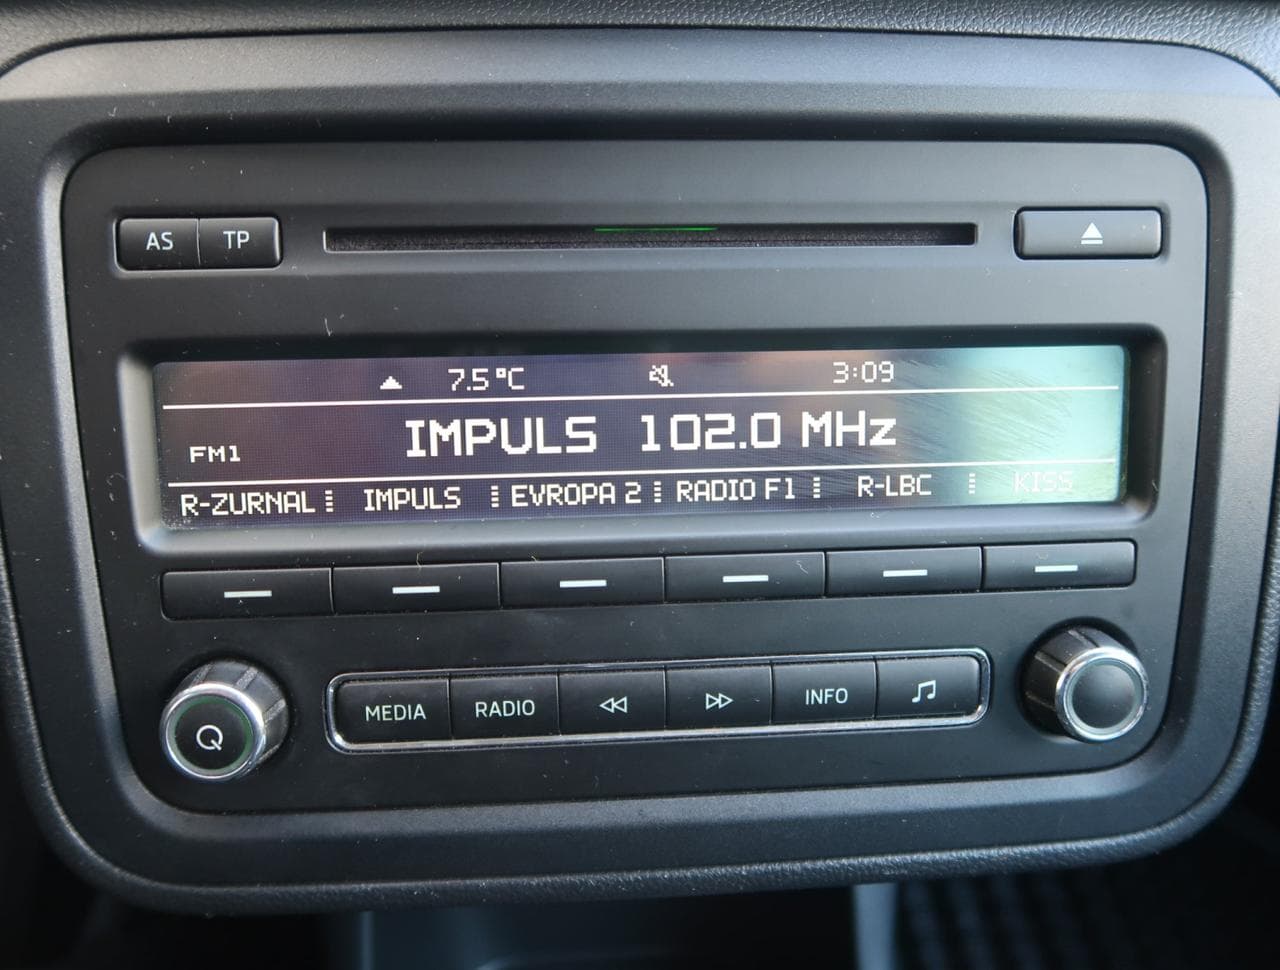 AS TP
7.5 °C 3:09
FM1 IMPULS 102.0 MHz
R-ZURNAL IMPULS EVROPA 2 RADIO F1 R-LBC KISS
MEDIA RADIO INFO